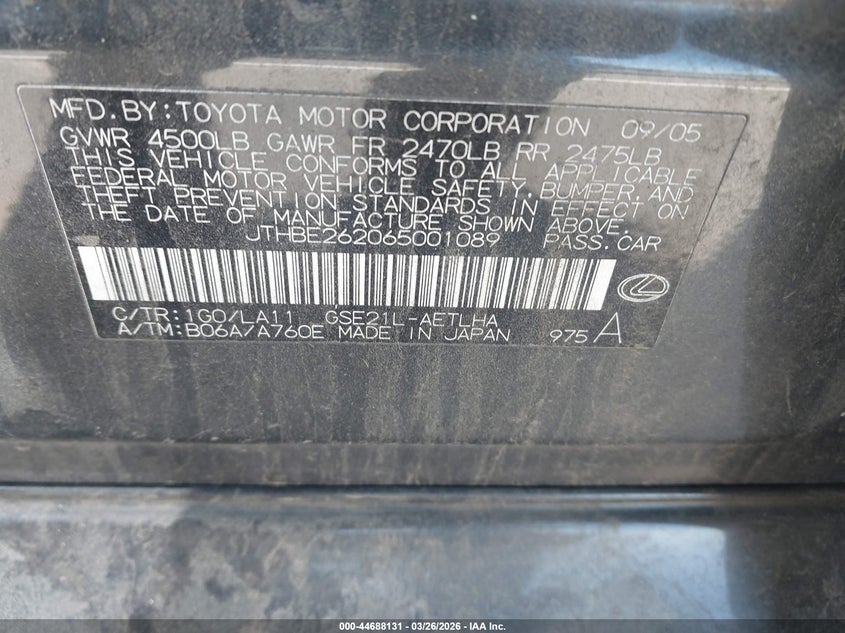 MFD.BY:TOYOTA MOTOR CORPORATION 09/05
GVWR 4500LB GAWR FR 2470LB RR 2475LB
THIS VEHICLE CONFORMS TO ALL APPLICABLE
FEDERAL MOTOR VEHICLE SAFETY, BUMPER, AND
THEFT PREVENTION STANDARDS IN EFFECT ON
THE DATE OF MANUFACTURE SHOWN ABOVE.
JTHBE262065001089 PASS.CAR
C/TR:1G0/LA11 GSE21L-AETLHA
A/TM:B06A/A760E MADE IN JAPAN 975 A
000-44688131 - 03/26/2026 - IAA Inc.